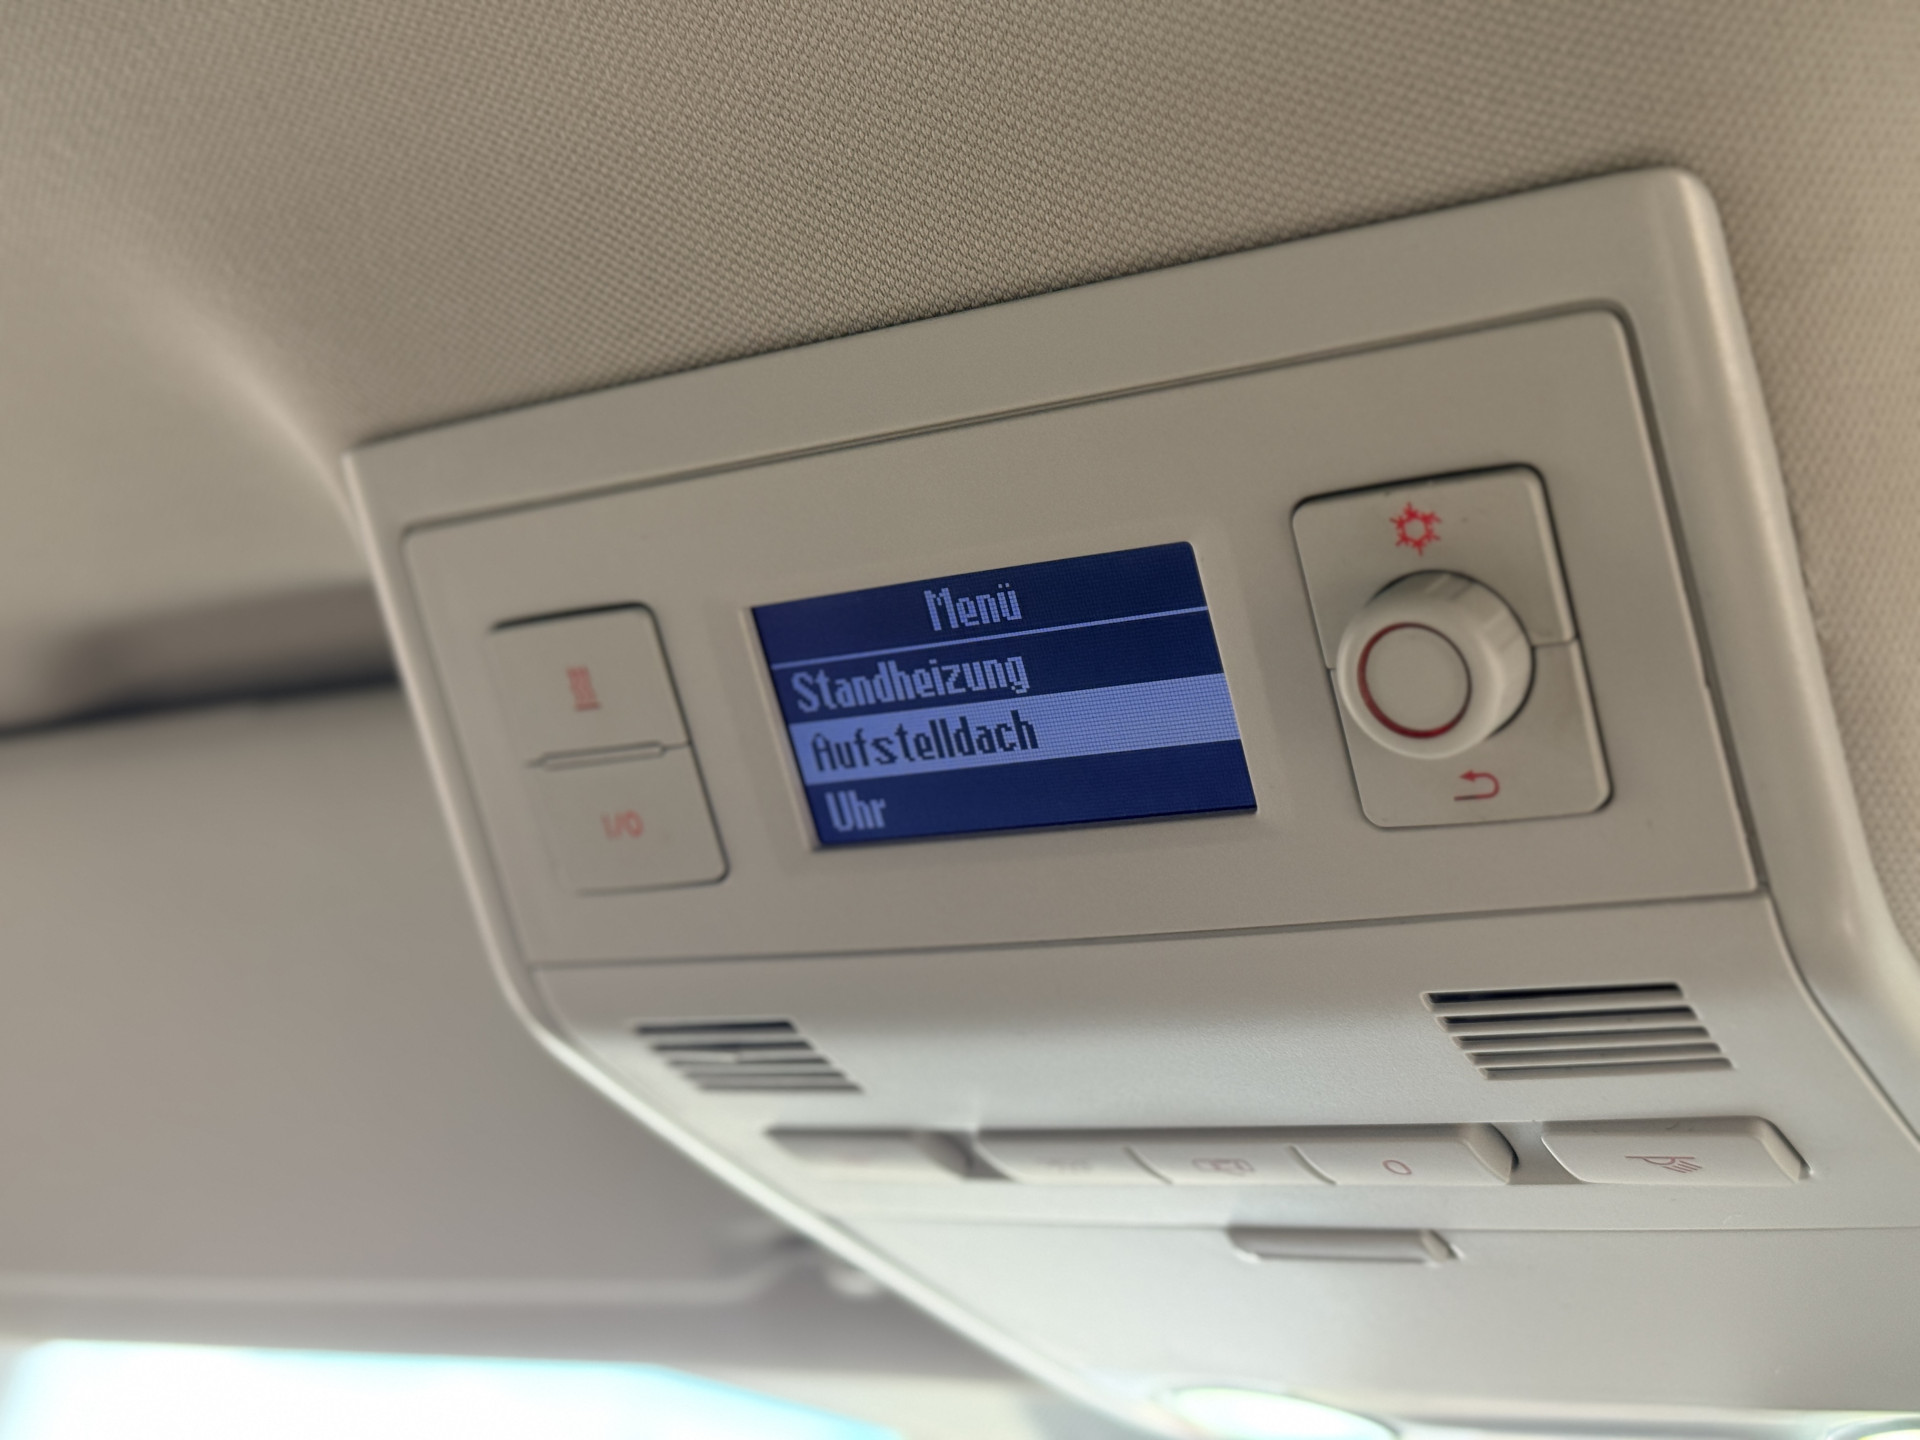 Menü
Standheizung
Aufstelldach
Uhr
I/O